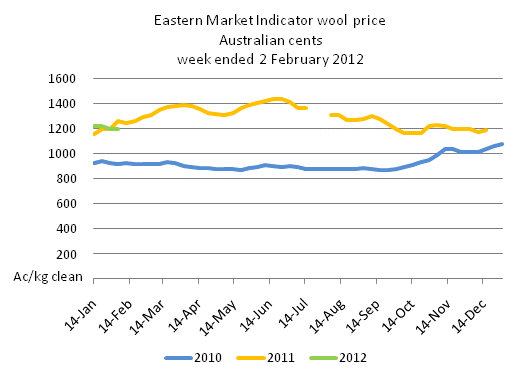 Eastern Market Indicator wool price
Australian cents
week ended 2 February 2012
1600
1400
1200
1000
800
600
400
200
Ac/kg clean
14-Jan
14-Feb
14-Mar
14-Apr
14-May
14-Jun
14-Jul
14-Aug
14-Sep
14-Oct
14-Nov
14-Dec
2010 2011 2012